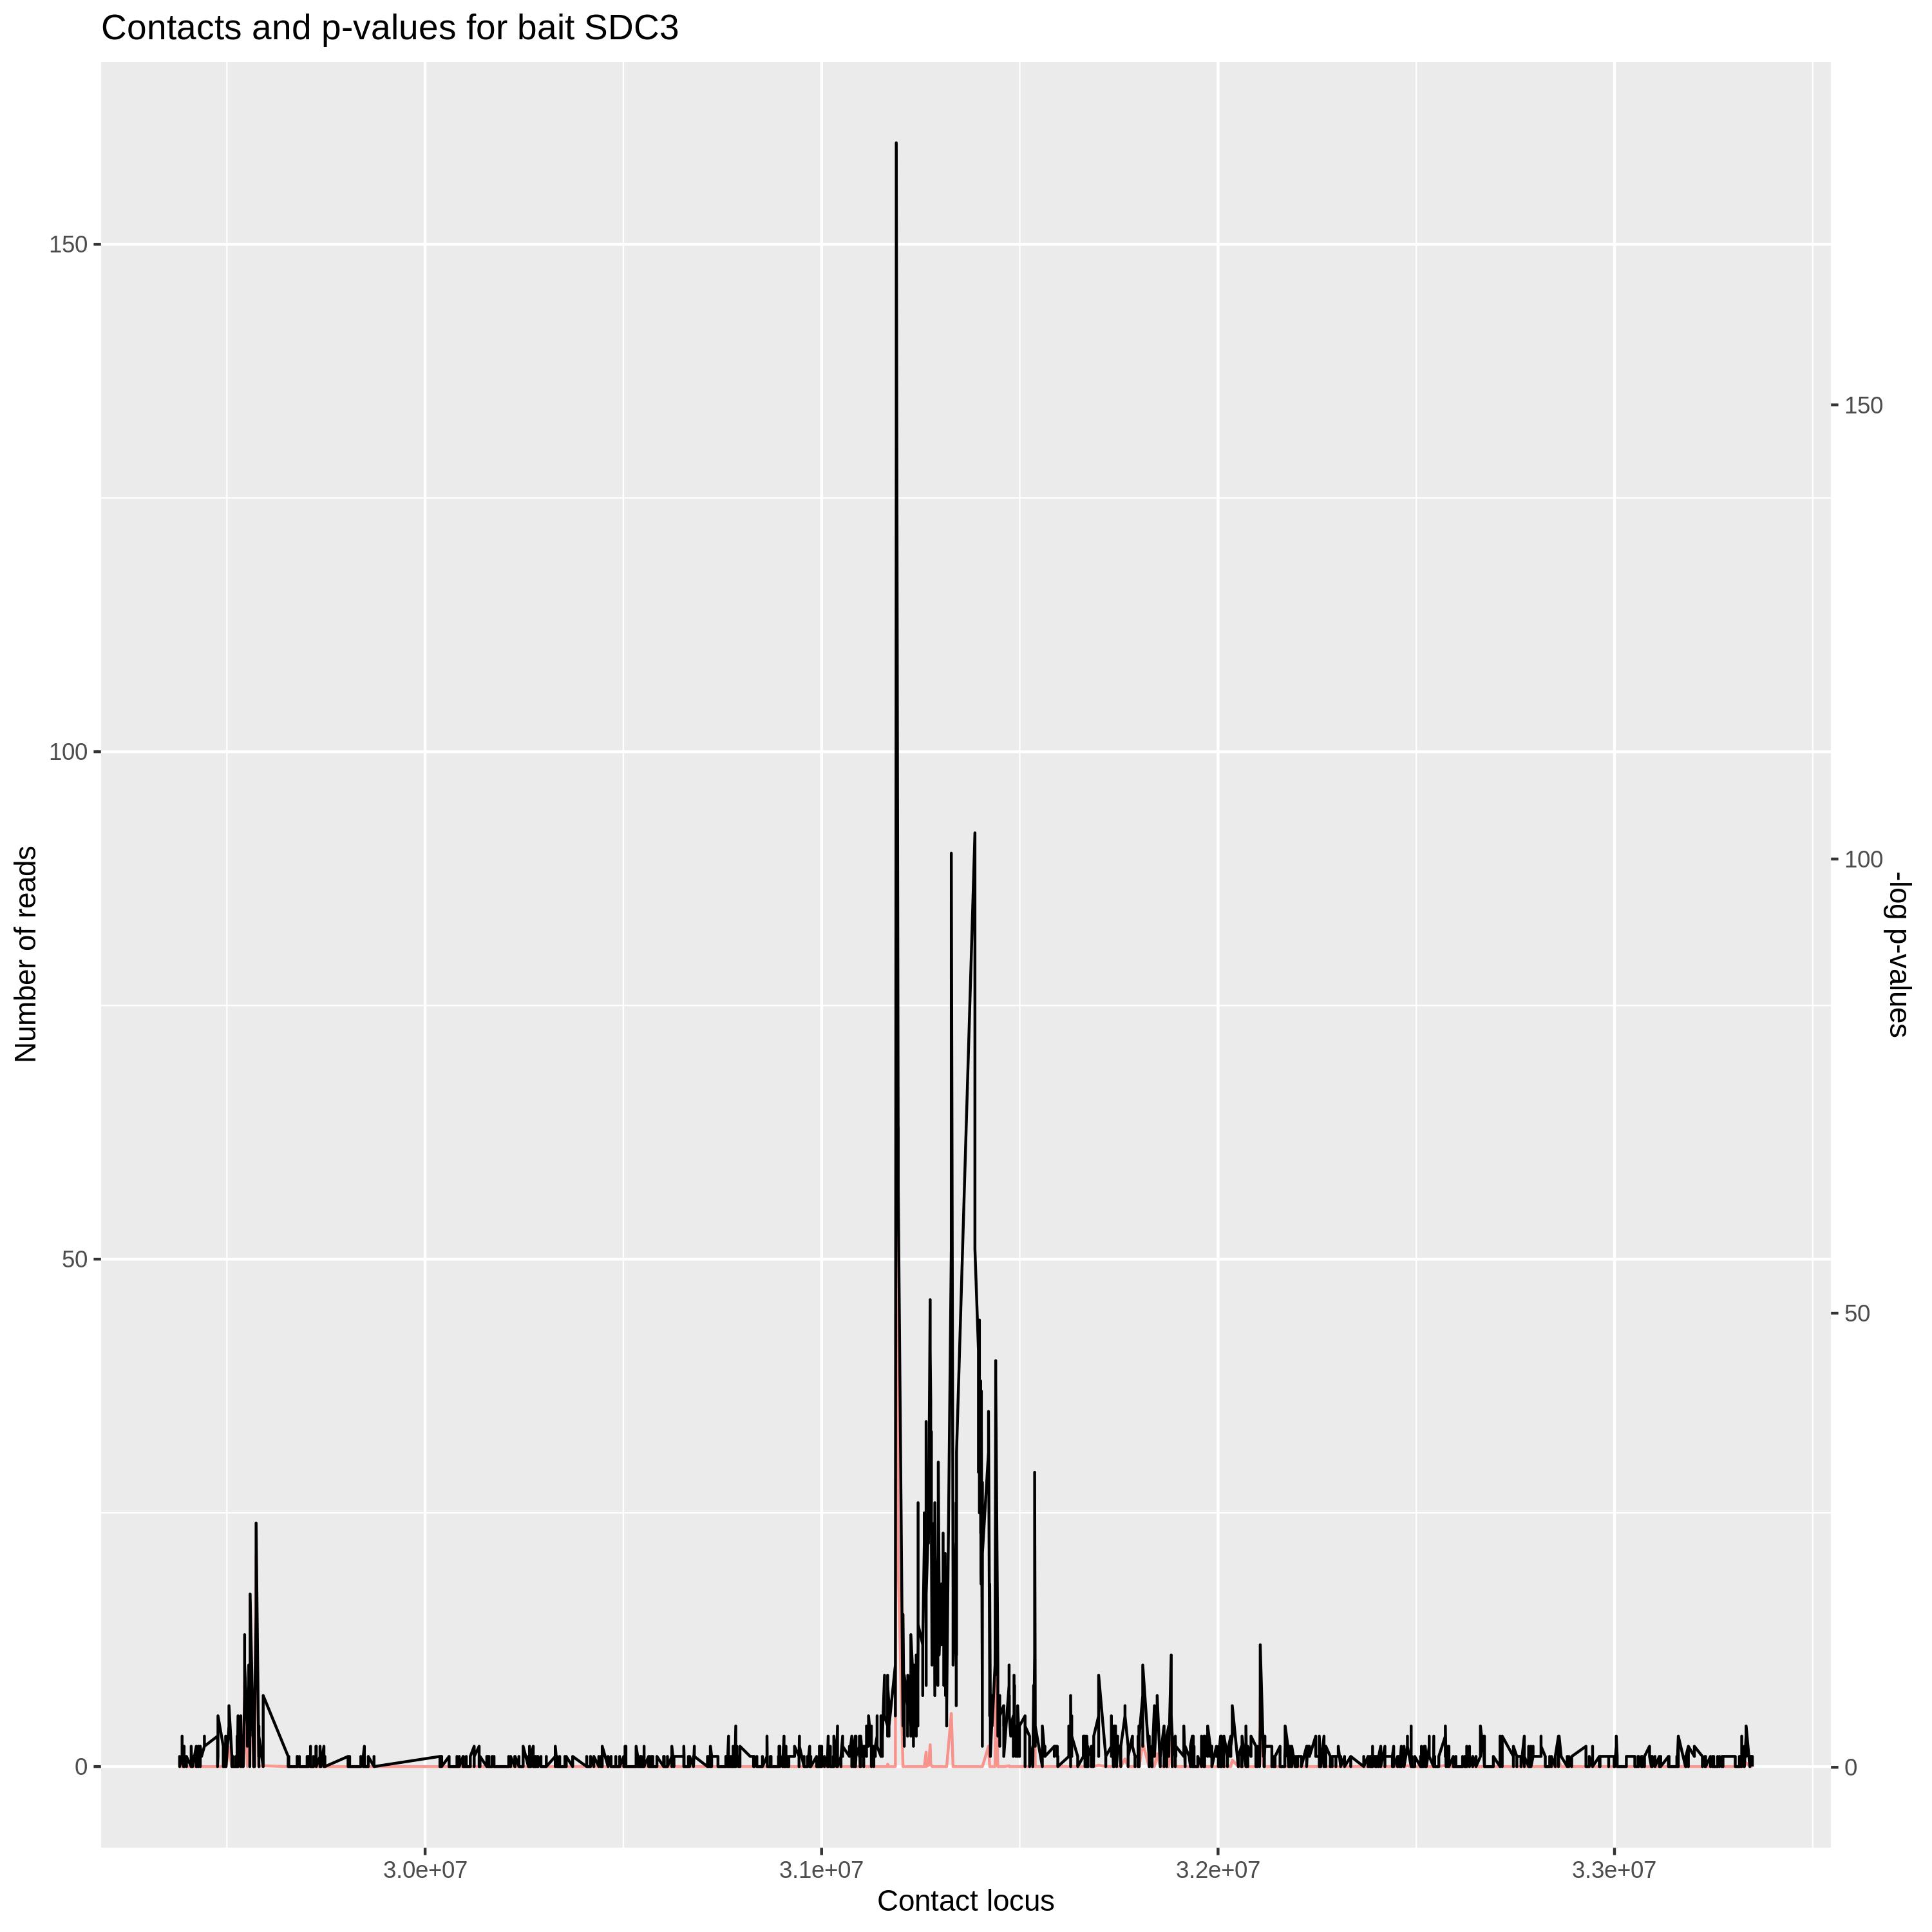 Contacts and p-values for bait SDC3
150
100
50
0
Number of reads
150
100
50
0
-log p-values
3.0e+07
3.1e+07
3.2e+07
3.3e+07
Contact locus